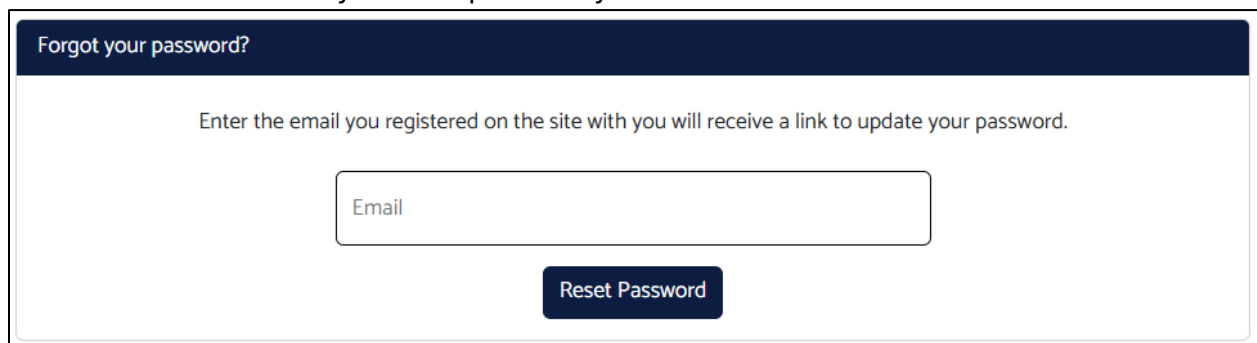 Forgot your password?
Enter the email you registered on the site with you will receive a link to update your password.
Email
Reset Password